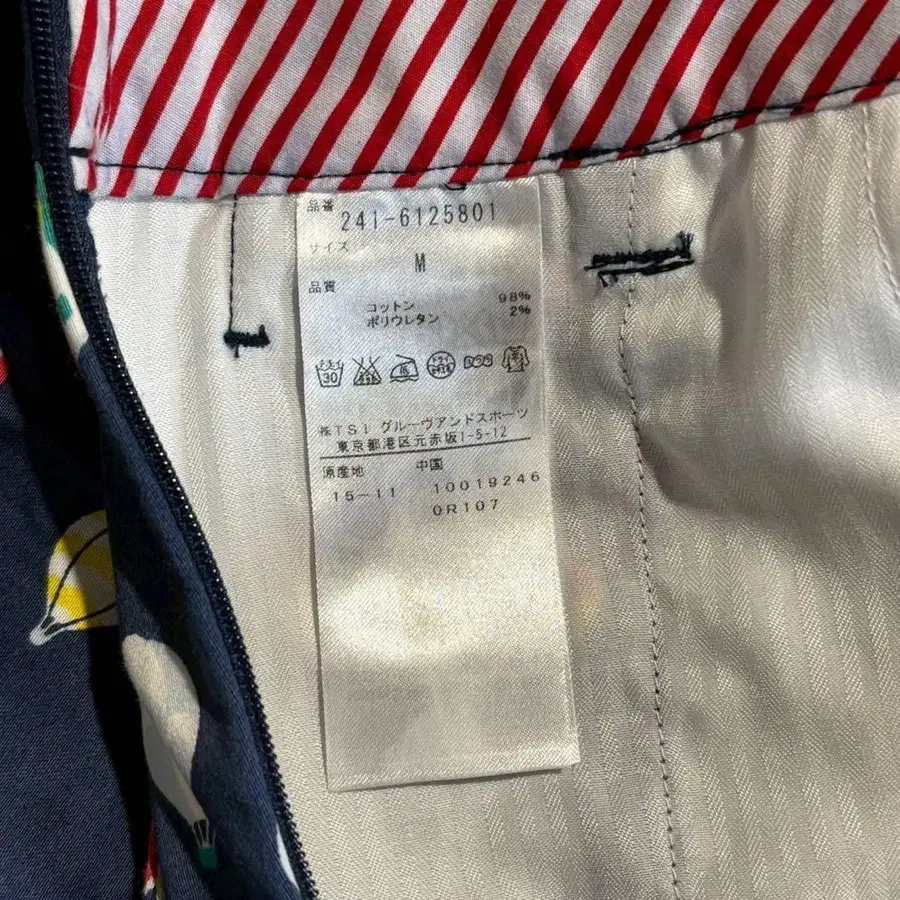 品番
241-6125801
サイズ
M
品質
コットン 98%
ポリウレタン 2%
30
㈱TSI グルーヴアンドスポーツ
東京都港区元赤坂1-5-12
原産地 中国
15-11 10019246
0R107